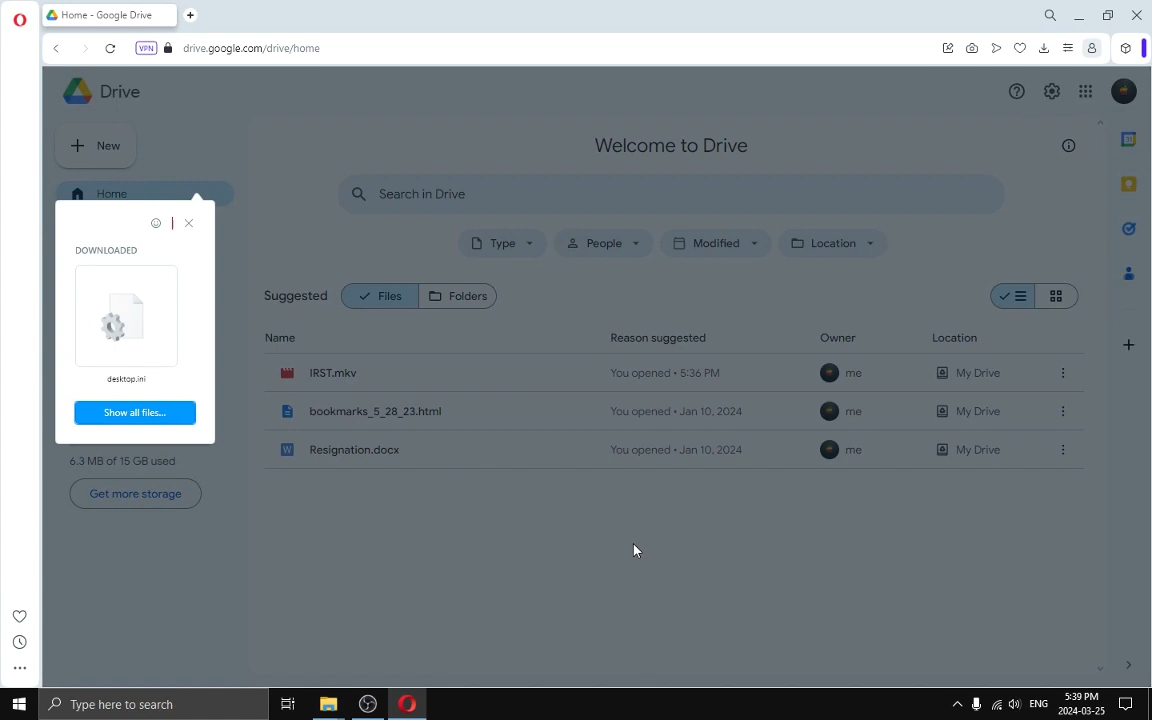 Home - Google Drive
VPN
drive.google.com/drive/home
Drive
New
Welcome to Drive
Home
Search in Drive
DOWNLOADED
Type
People
Modified
Location
Suggested
Files
Folders
Name
Reason suggested
Owner
Location
IRST.mkv
You opened • 5:36 PM
me
My Drive
desktop.ini
bookmarks_5_28_23.html
You opened • Jan 10, 2024
me
My Drive
Show all files...
Resignation.docx
You opened • Jan 10, 2024
me
My Drive
6.3 MB of 15 GB used
Get more storage
Type here to search
ENG
5:39 PM
2024-03-25